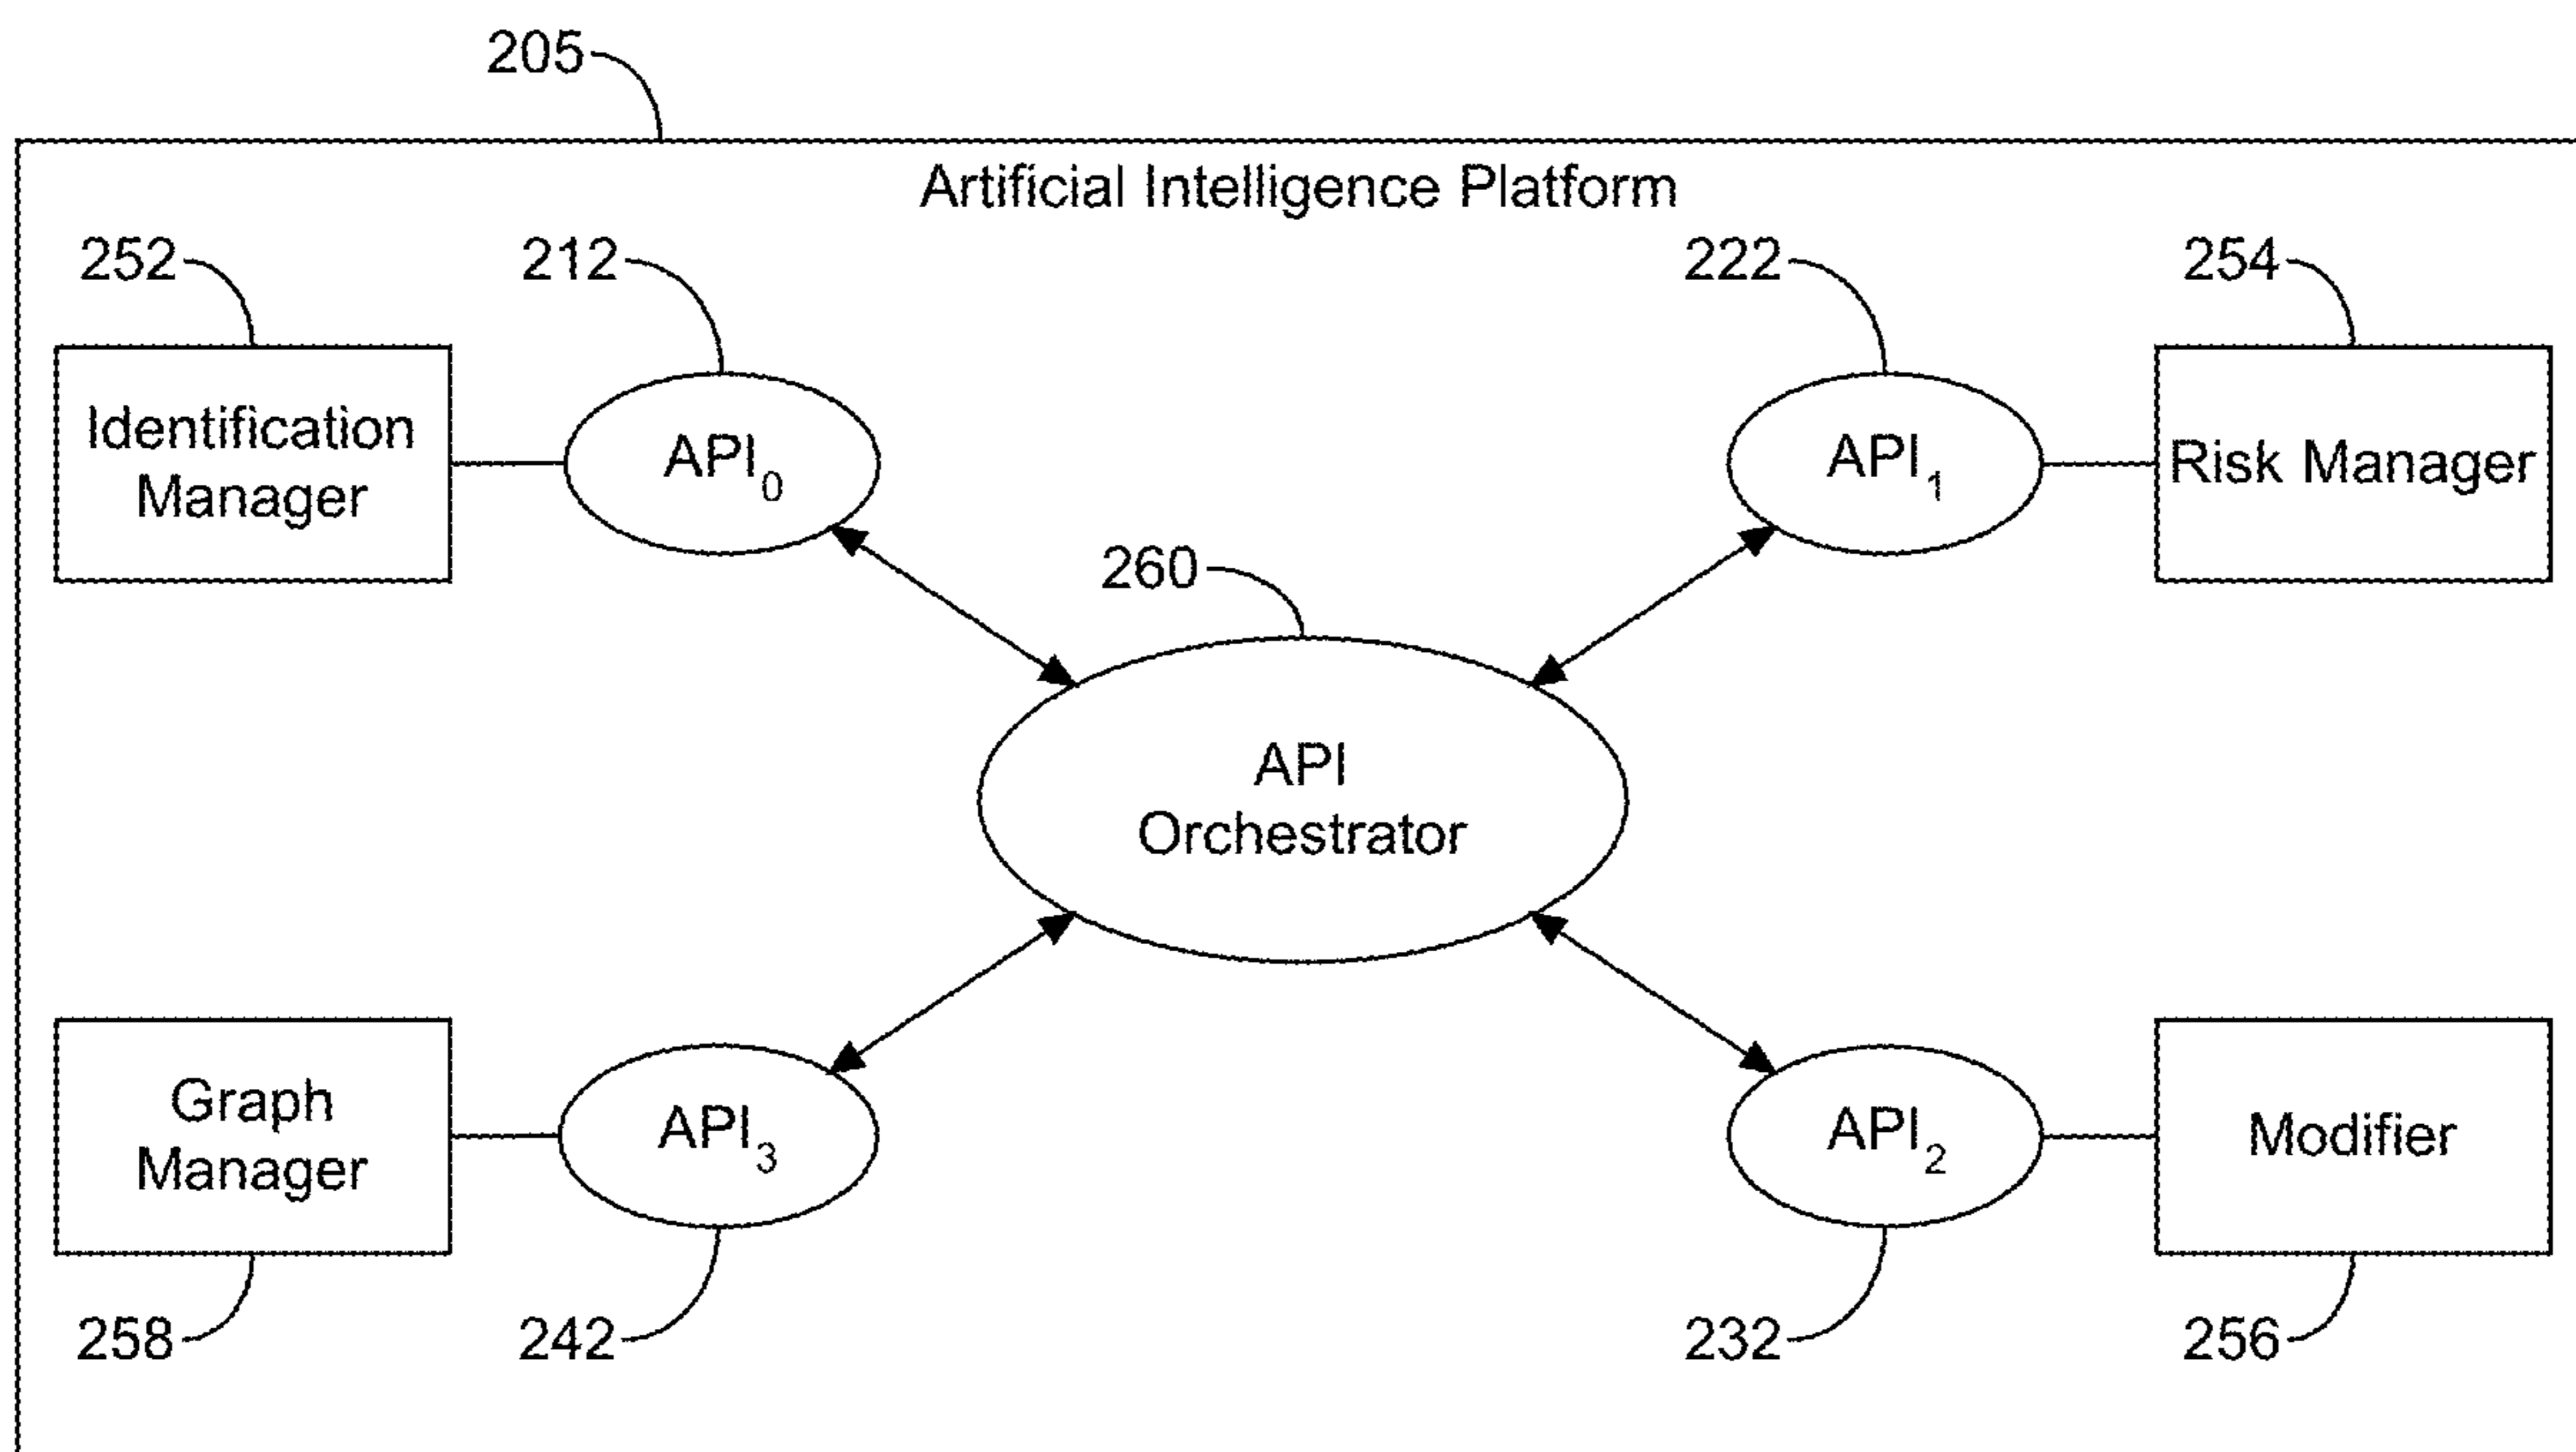 205
Artificial Intelligence Platform
252
212
222
254
Identification
Manager
API₀
API₁
Risk Manager
260
API
Orchestrator
Graph
Manager
API₃
API₂
Modifier
258
242
232
256